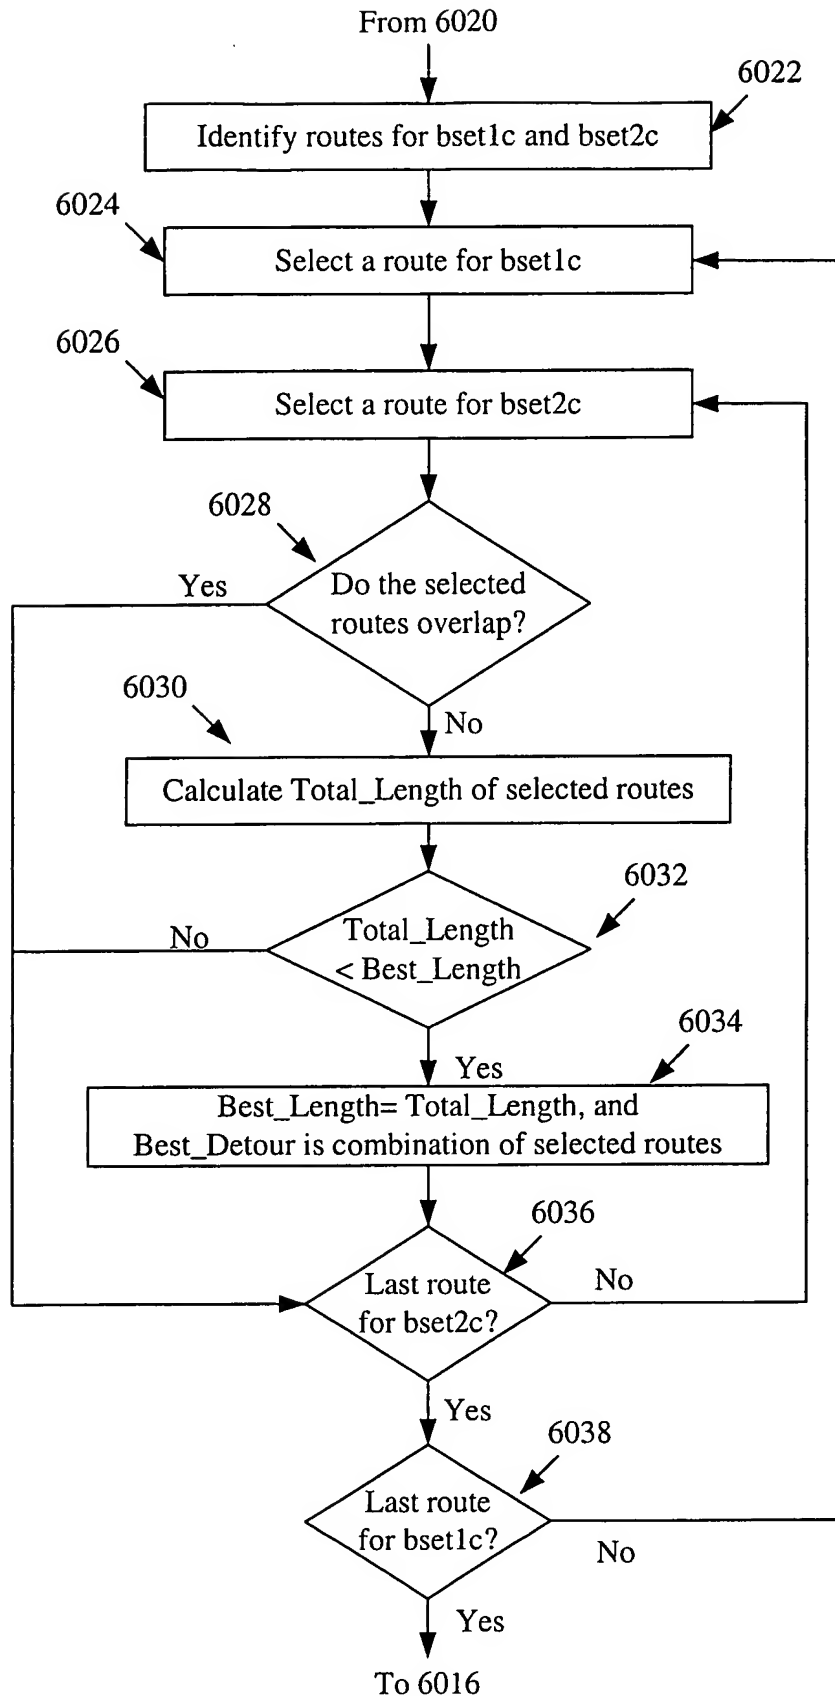 From 6020
6022
Identify routes for bset1c and bset2c
6024
Select a route for bset1c
6026
Select a route for bset2c
6028
Yes
Do the selected
routes overlap?
6030
No
Calculate Total_Length of selected routes
6032
No
Total_Length
< Best_Length
6034
Yes
Best_Length= Total_Length, and
Best_Detour is combination of selected routes
6036
Last route
for bset2c?
No
Yes
6038
Last route
for bset1c?
No
Yes
To 6016